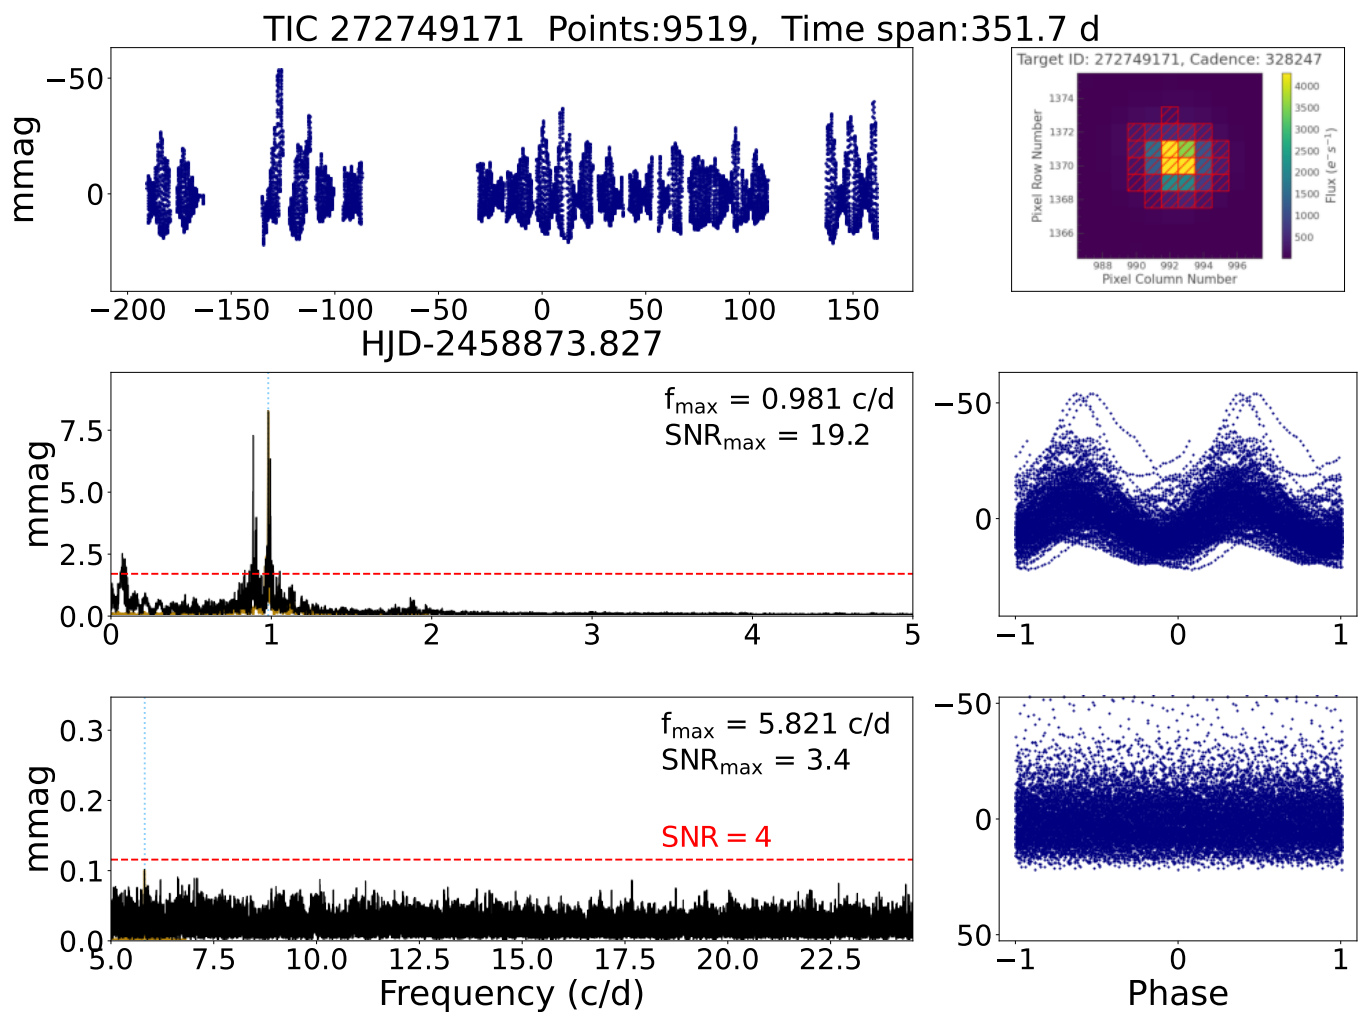 TIC 272749171  Points:9519,  Time span:351.7 d
−50
0
mmag
−200 −150 −100 −50 0 50 100 150
HJD-2458873.827
Target ID: 272749171, Cadence: 328247
1374
1372
1370
1368
1366
Pixel Row Number
988 990 992 994 996
Pixel Column Number
4000
3500
3000
2500
2000
1500
1000
500
Flux (e⁻s⁻¹)
fmax = 0.981 c/d
SNRmax = 19.2
7.5
5.0
2.5
0.0
mmag
0 1 2 3 4 5
−50
0
−1 0 1
fmax = 5.821 c/d
SNRmax = 3.4
SNR = 4
0.3
0.2
0.1
0.0
mmag
5.0 7.5 10.0 12.5 15.0 17.5 20.0 22.5
Frequency (c/d)
−50
0
50
−1 0 1
Phase